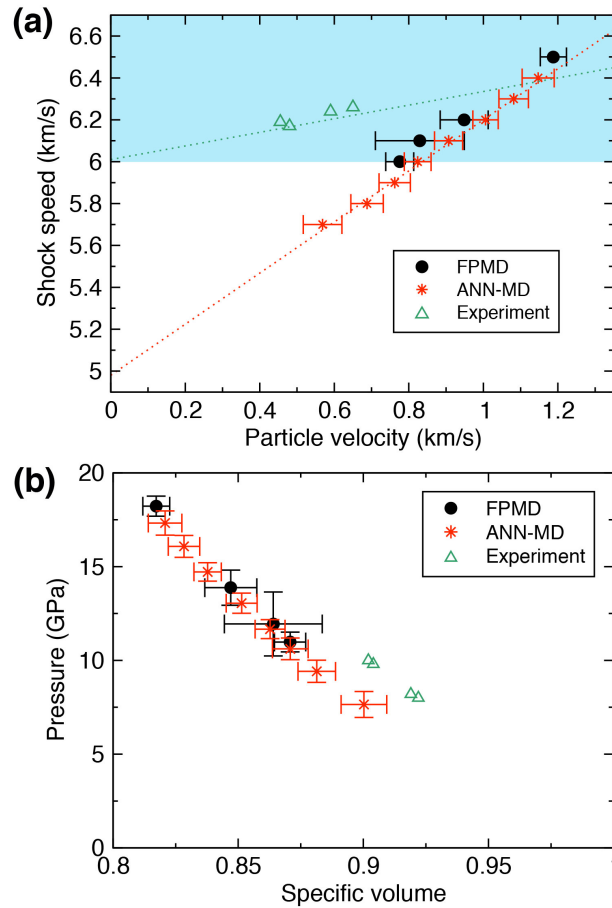 (a)
Shock speed (km/s)
6.6
6.4
6.2
6
5.8
5.6
5.4
5.2
5
FPMD
ANN-MD
Experiment
0 0.2 0.4 0.6 0.8 1 1.2
Particle velocity (km/s)
(b)
Pressure (GPa)
20
15
10
5
0
FPMD
ANN-MD
Experiment
0.8 0.85 0.9 0.95
Specific volume